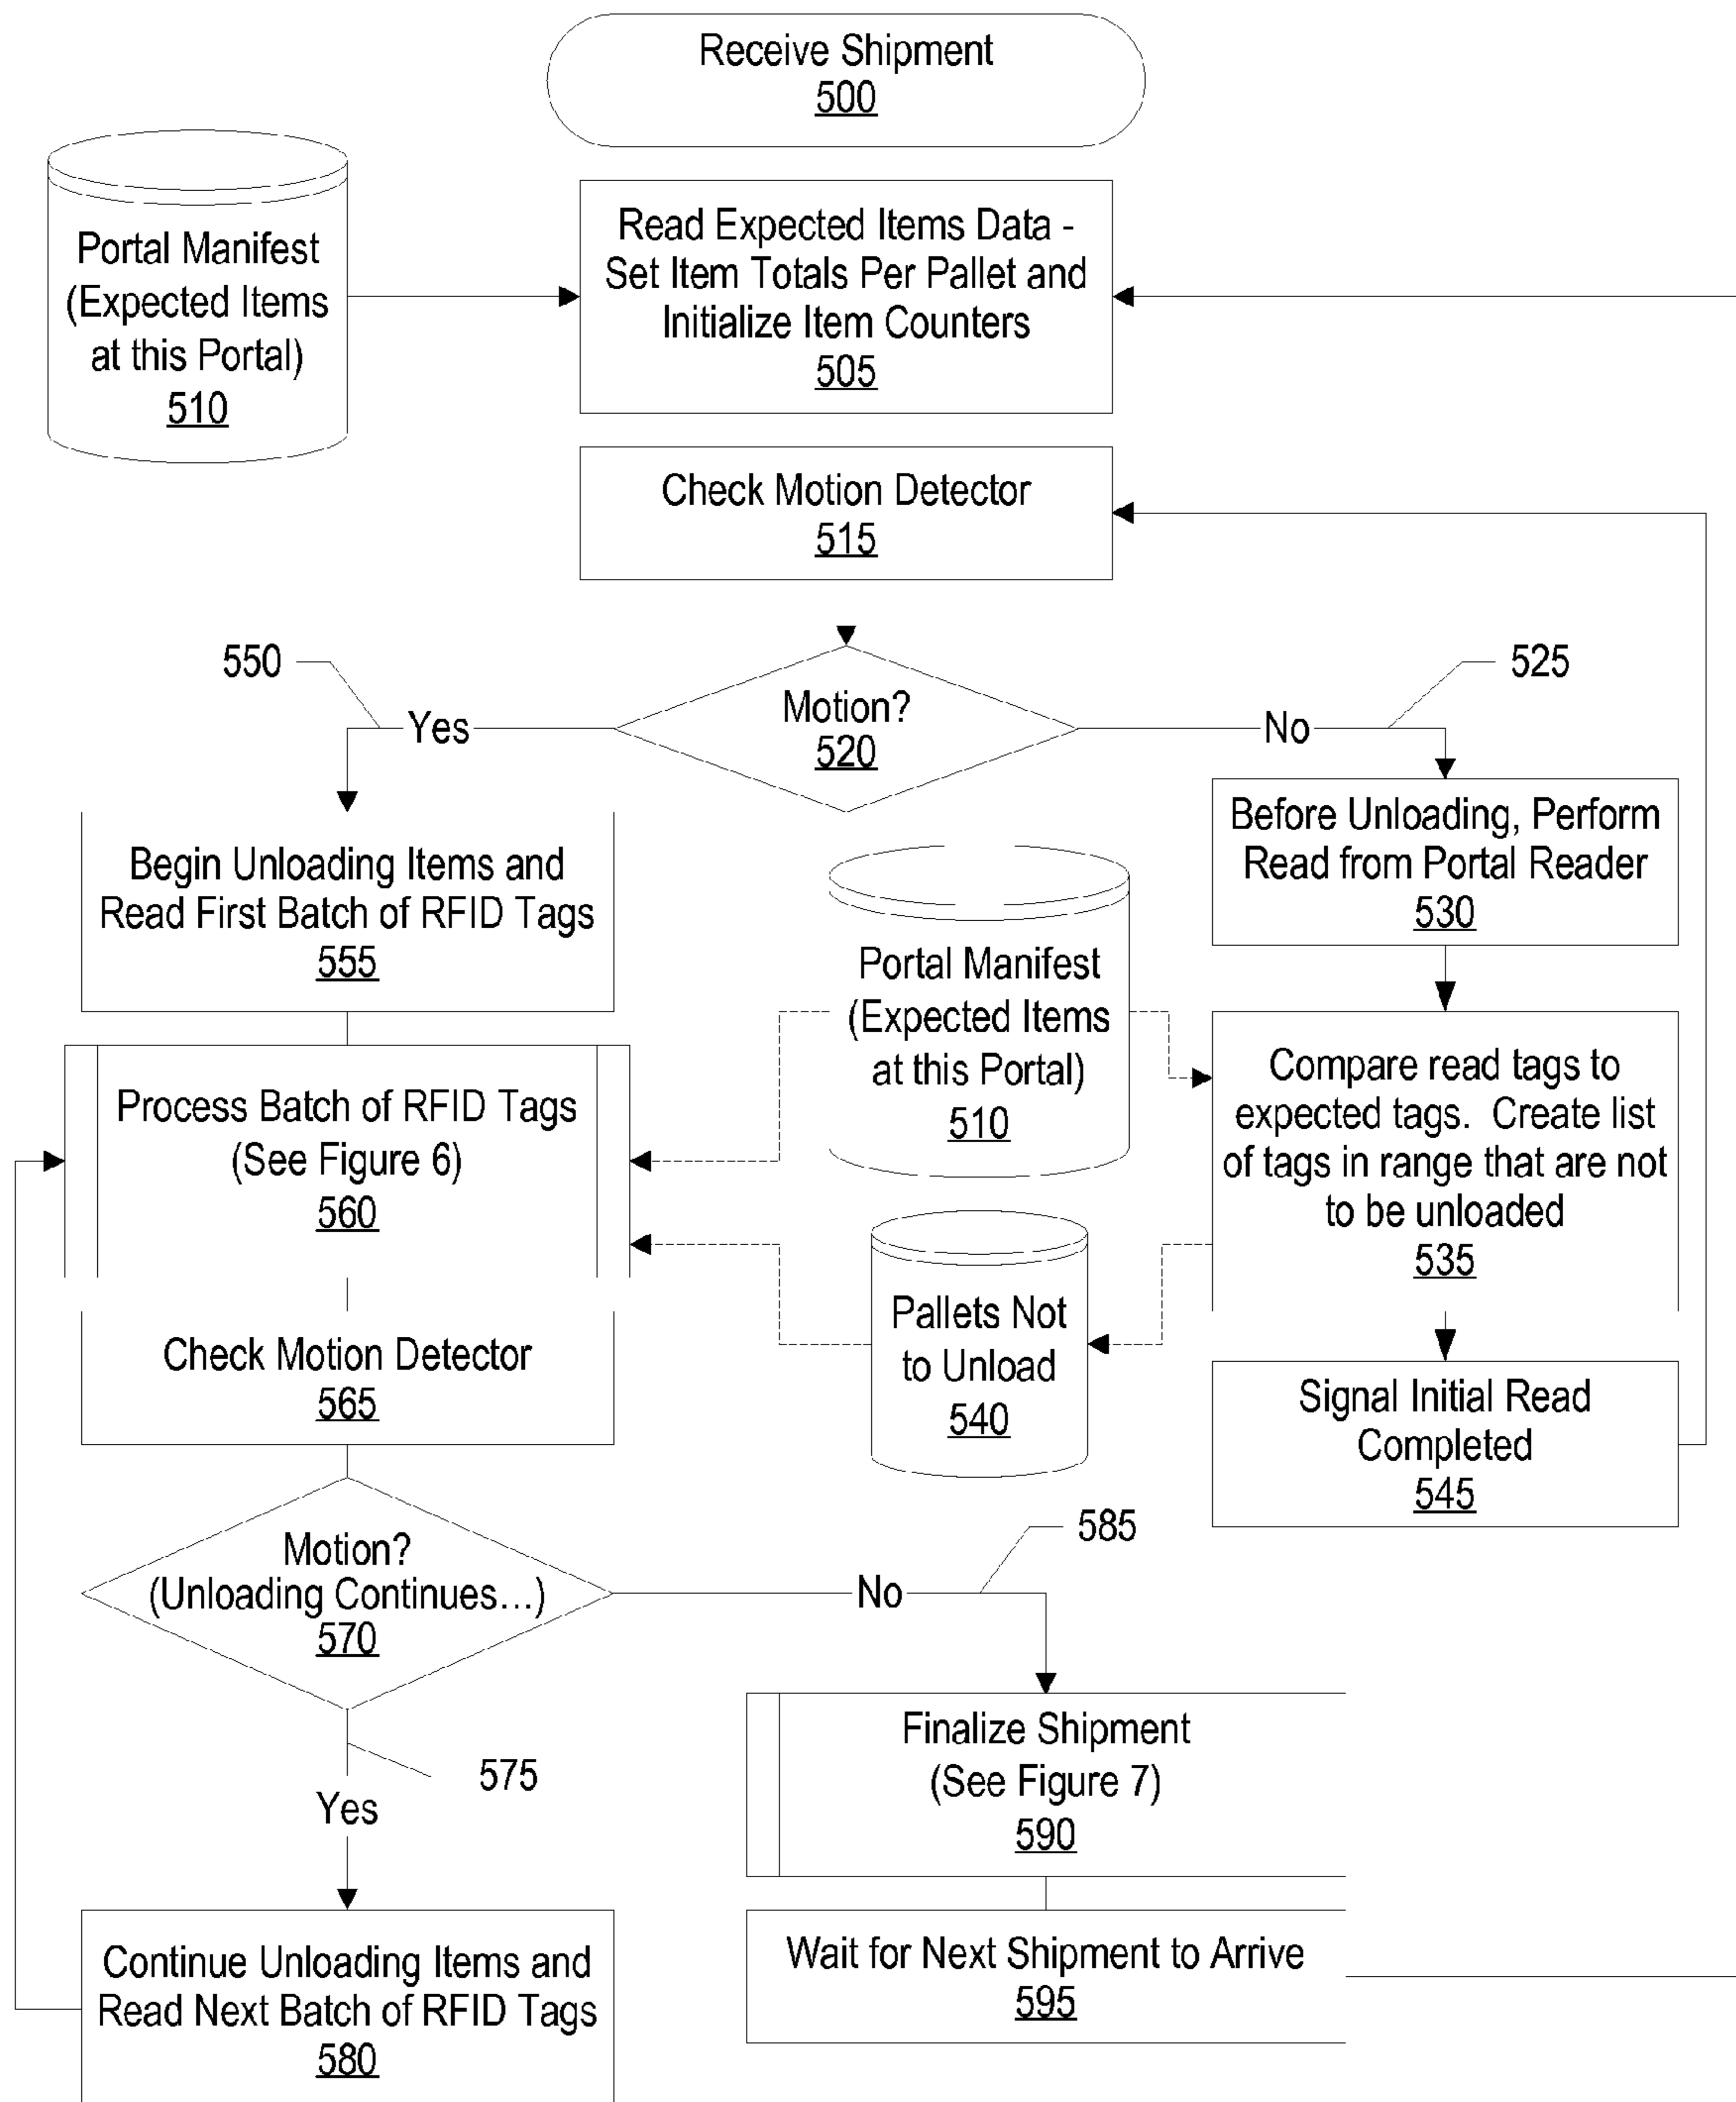 Receive Shipment
500
Portal Manifest
(Expected Items
at this Portal)
510
Read Expected Items Data -
Set Item Totals Per Pallet and
Initialize Item Counters
505
Check Motion Detector
515
550
525
Motion?
520
Yes
No
Begin Unloading Items and
Read First Batch of RFID Tags
555
Before Unloading, Perform
Read from Portal Reader
530
Portal Manifest
(Expected Items
at this Portal)
510
Process Batch of RFID Tags
(See Figure 6)
560
Compare read tags to
expected tags.  Create list
of tags in range that are not
to be unloaded
535
Pallets Not
to Unload
540
Check Motion Detector
565
Signal Initial Read
Completed
545
585
Motion?
(Unloading Continues...)
570
No
575
Yes
Finalize Shipment
(See Figure 7)
590
Continue Unloading Items and
Read Next Batch of RFID Tags
580
Wait for Next Shipment to Arrive
595